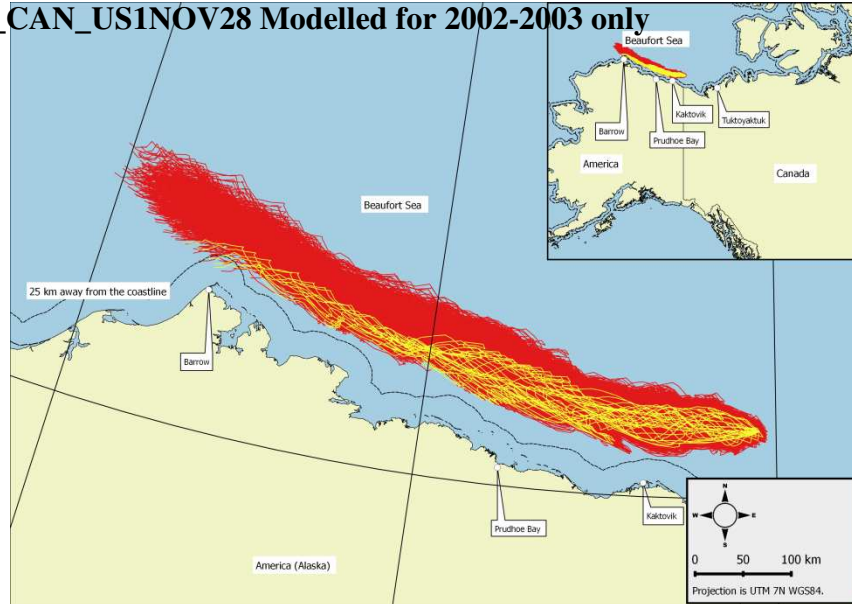 _CAN_US1NOV28 Modelled for 2002-2003 only
Beaufort Sea
Kaktovik
Tuktoyaktuk
Barrow
Prudhoe Bay
America
Canada
Beaufort Sea
25 km away from the coastline
Barrow
Prudhoe Bay
Kaktovik
America (Alaska)
N
W
E
S
0 50 100 km
Projection is UTM 7N WGS84.